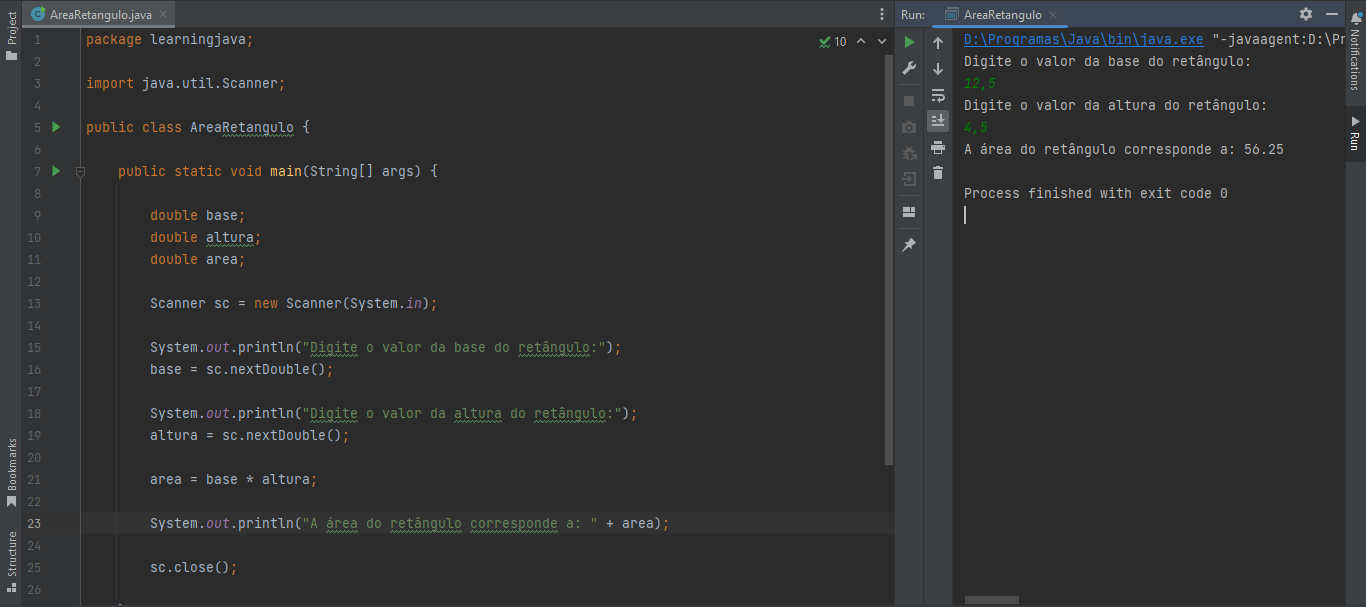 Project
AreaRetangulo.java
10
1 package learningjava;
2
3 import java.util.Scanner;
4
5 public class AreaRetangulo {
6
7 public static void main(String[] args) {
8
9 double base;
10 double altura;
11 double area;
12
13 Scanner sc = new Scanner(System.in);
14
15 System.out.println("Digite o valor da base do retângulo:");
16 base = sc.nextDouble();
17
18 System.out.println("Digite o valor da altura do retângulo:");
19 altura = sc.nextDouble();
20
21 area = base * altura;
22
23 System.out.println("A área do retângulo corresponde a: " + area);
24
25 sc.close();
26
Bookmarks
Structure
Run: AreaRetangulo
D:\Programas\Java\bin\java.exe "-javaagent:D:\Pr
Digite o valor da base do retângulo:
12,5
Digite o valor da altura do retângulo:
4,5
A área do retângulo corresponde a: 56.25
Process finished with exit code 0
Notifications
Run